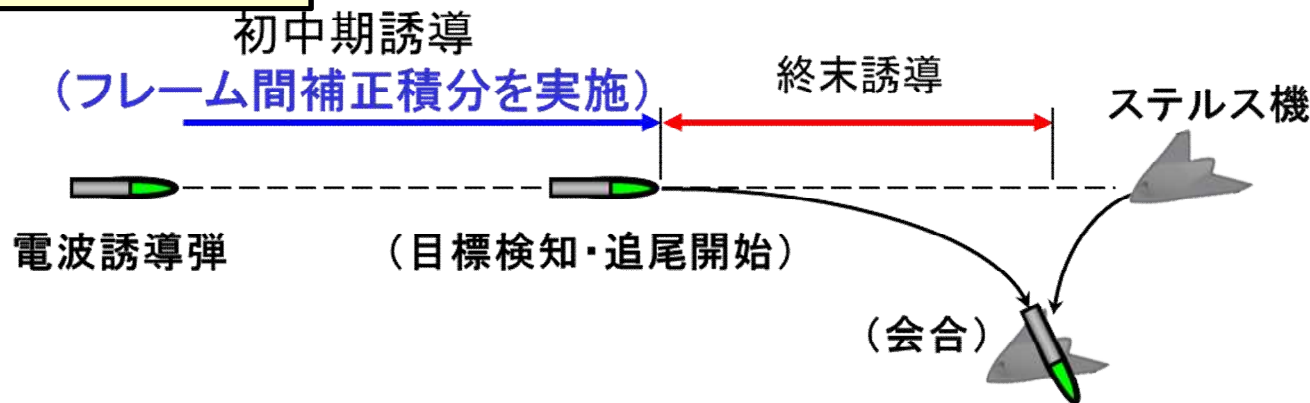 初中期誘導
（フレーム間補正積分を実施）
終末誘導
ステルス機
電波誘導弾
（目標検知・追尾開始）
（会合）